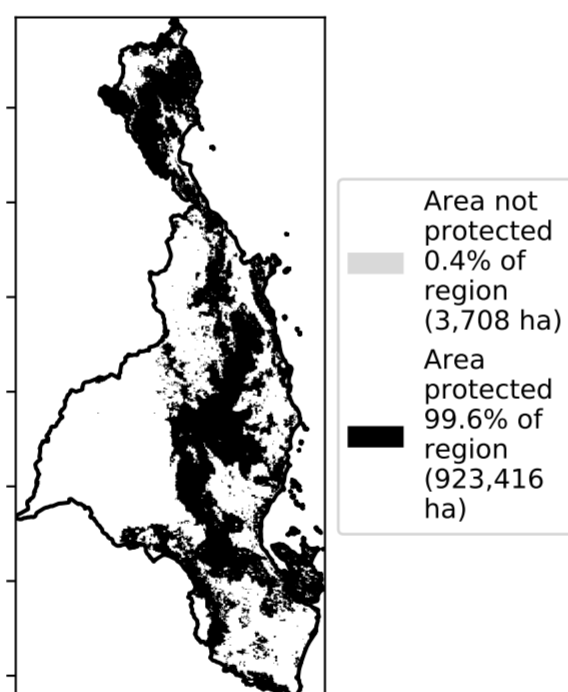 Area not
protected
0.4% of
region
(3,708 ha)
Area
protected
99.6% of
region
(923,416
ha)